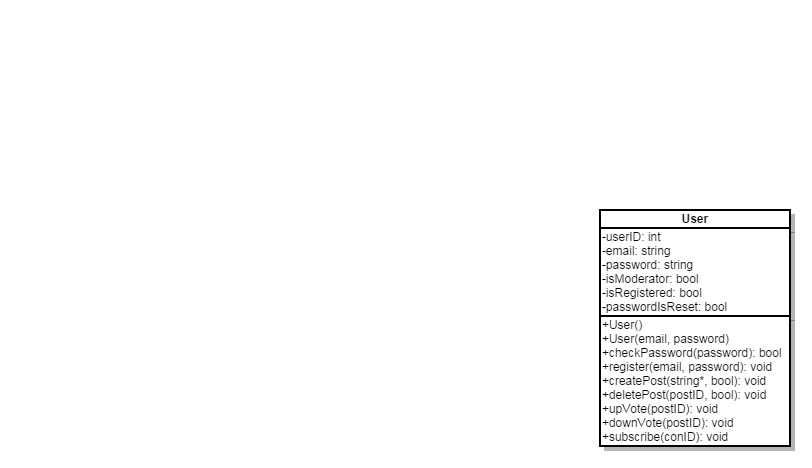 User
-userID: int
-email: string
-password: string
-isModerator: bool
-isRegistered: bool
-passwordIsReset: bool
+User()
+User(email, password)
+checkPassword(password): bool
+register(email, password): void
+createPost(string*, bool): void
+deletePost(postID, bool): void
+upVote(postID): void
+downVote(postID): void
+subscribe(conID): void